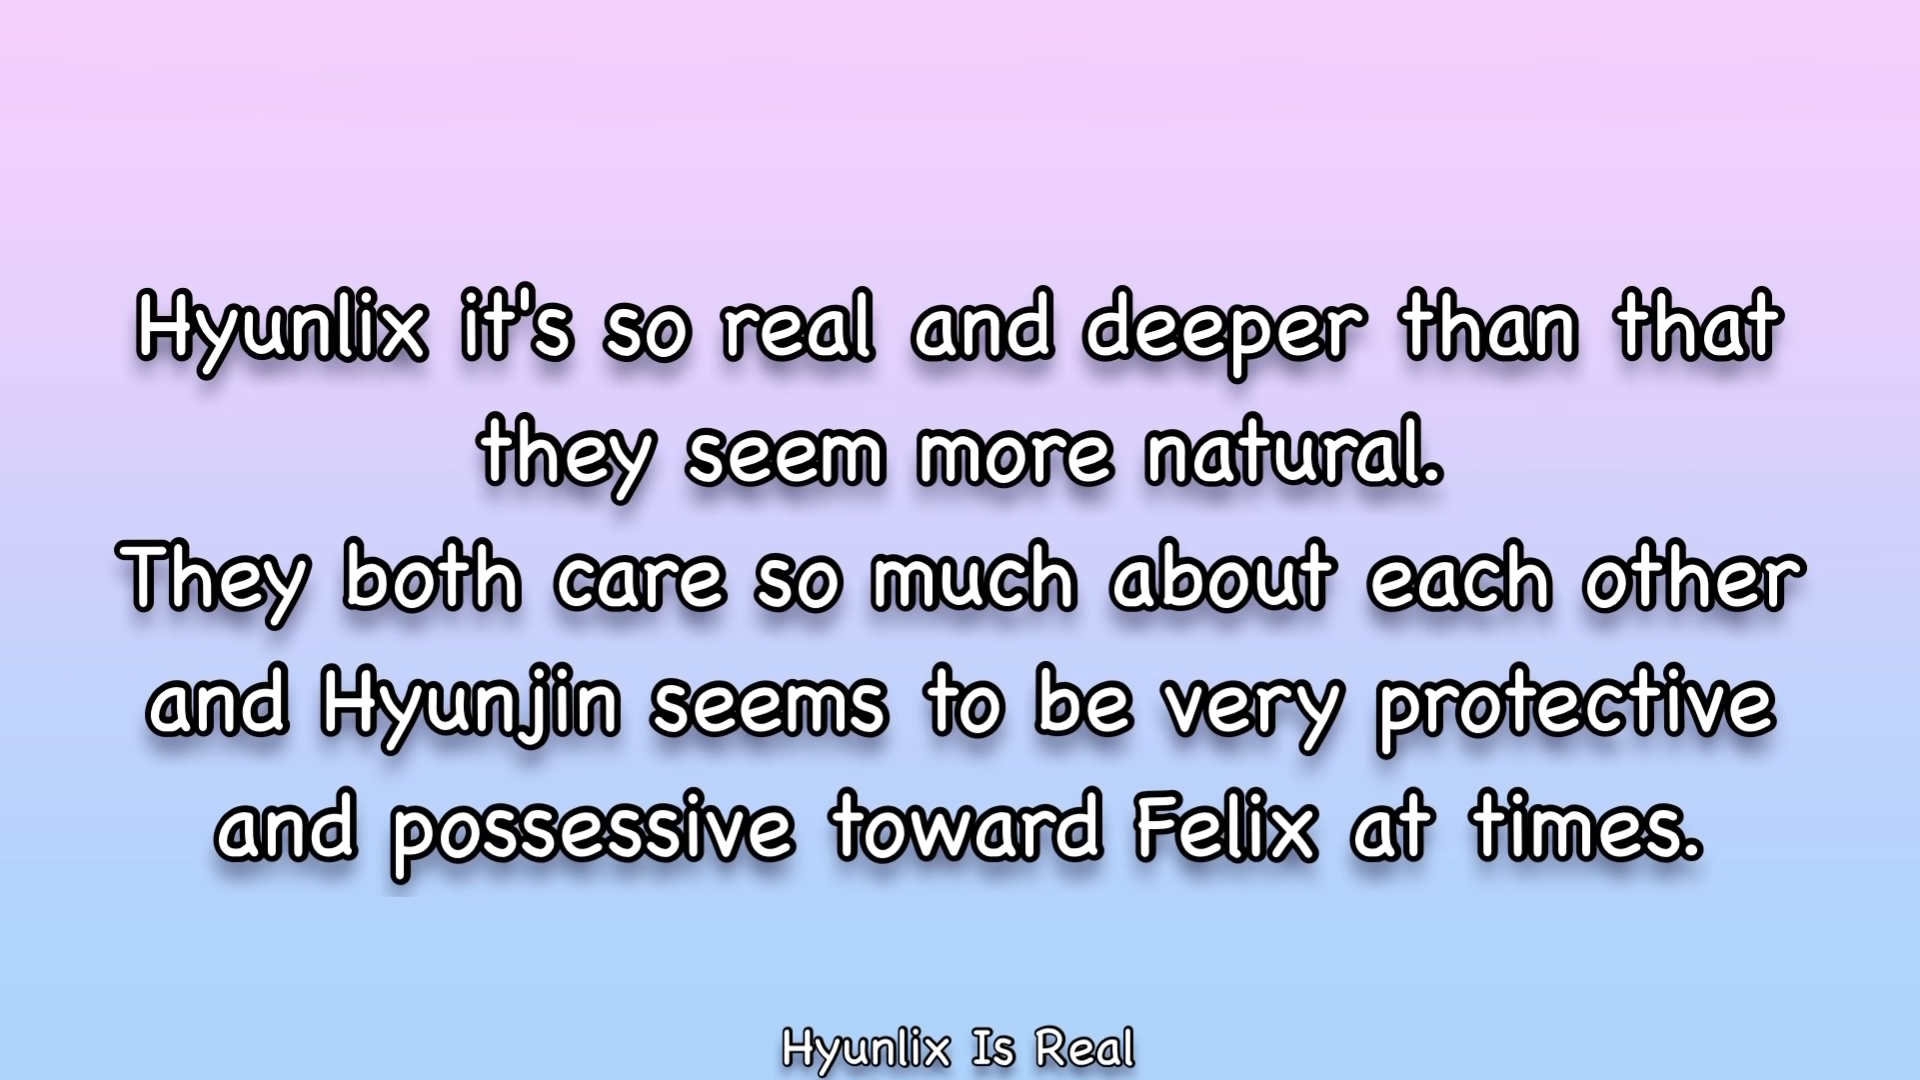 Hyunlix it's so real and deeper than that
they seem more natural.
They both care so much about each other
and Hyunjin seems to be very protective
and possessive toward Felix at times.
Hyunlix Is Real